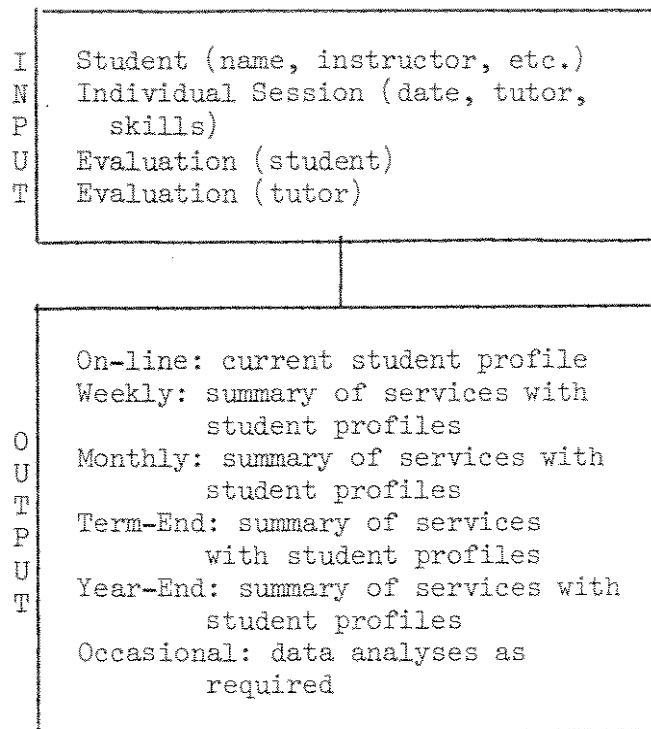 INPUT
Student (name, instructor, etc.)
Individual Session (date, tutor,
skills)
Evaluation (student)
Evaluation (tutor)
OUTPUT
On-line: current student profile
Weekly: summary of services with
student profiles
Monthly: summary of services with
student profiles
Term-End: summary of services
with student profiles
Year-End: summary of services with
student profiles
Occasional: data analyses as
required